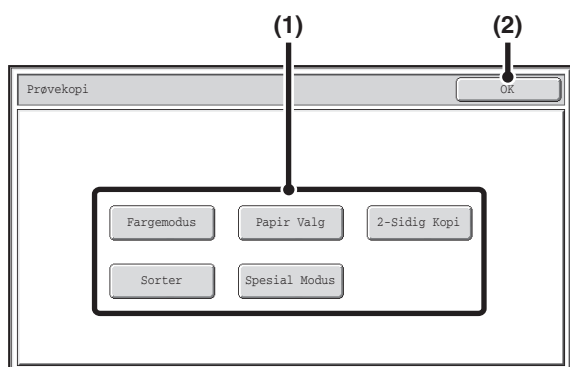 (1) (2)
Prøvekopi OK
Fargemodus Papir Valg 2-Sidig Kopi
Sorter Spesial Modus